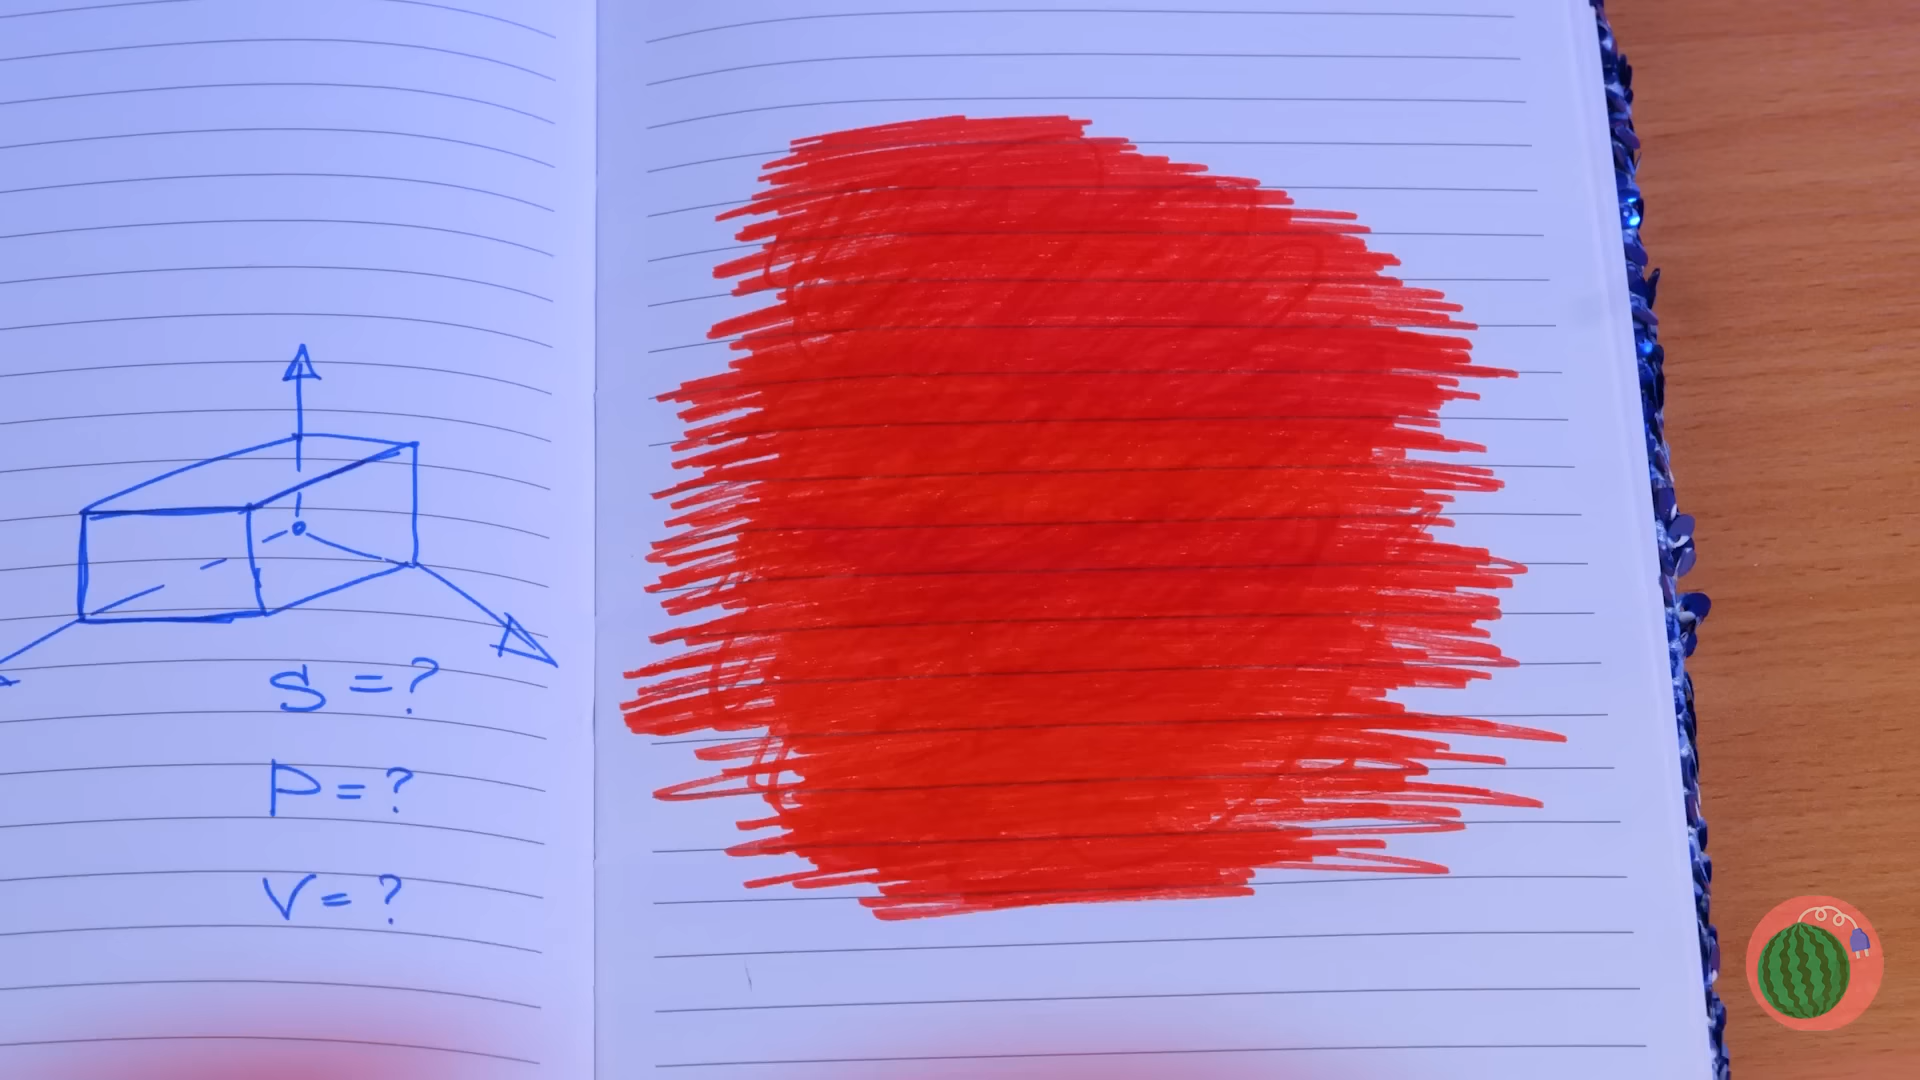 S = ?
P = ?
V = ?